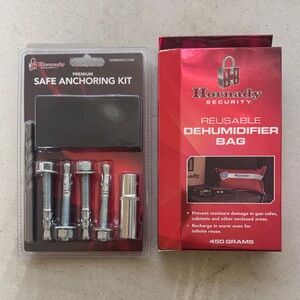 Hornady
SECURITY
HORNADY.COM
PREMIUM
SAFE ANCHORING KIT
Hornady
SECURITY
REUSABLE
DEHUMIDIFIER
BAG
Hornady
• Prevent moisture damage in gun safes,
cabinets and other enclosed areas.
• Recharge in warm oven for
infinite reuse.
450 GRAMS